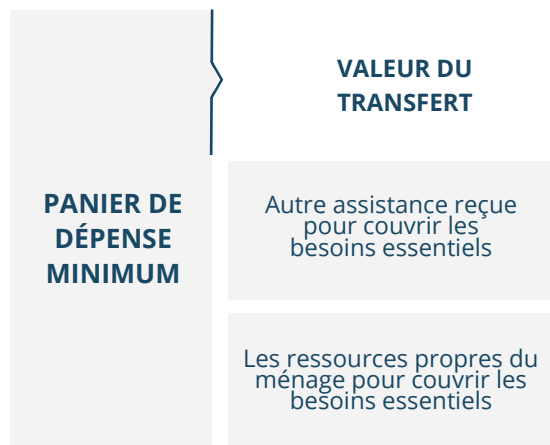 PANIER DE
DÉPENSE
MINIMUM
VALEUR DU
TRANSFERT
Autre assistance reçue
pour couvrir les
besoins essentiels
Les ressources propres du
ménage pour couvrir les
besoins essentiels